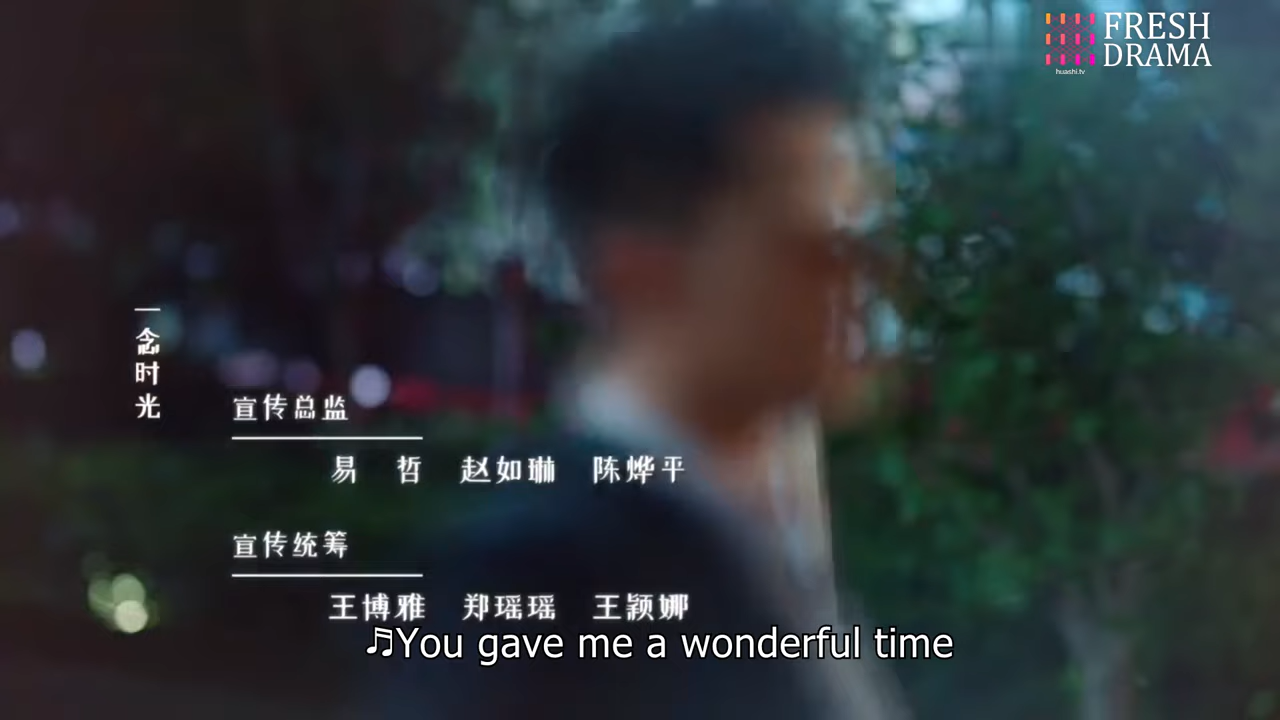 FRESH
DRAMA
huashi.tv
一念时光
宣传总监
易 哲 赵如琳 陈烨平
宣传统筹
王博雅 郑瑶瑶 王颖娜
♬You gave me a wonderful time